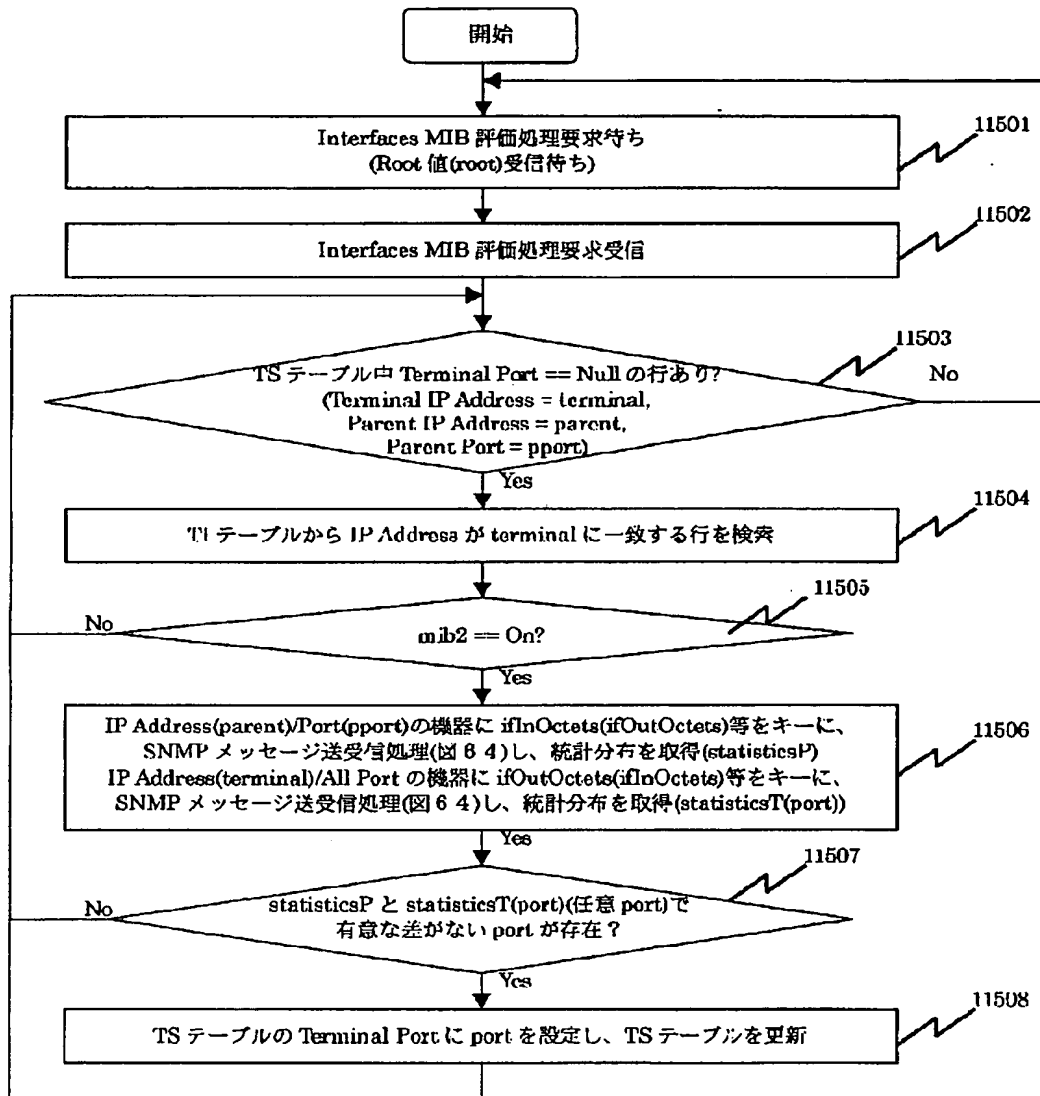 開始
Interfaces MIB 評価処理要求待ち
(Root 値(root)受信待ち)
11501
Interfaces MIB 評価処理要求受信
11502
TS テーブル中 Terminal Port == Null の行あり?
(Terminal IP Address = terminal,
Parent IP Address = parent,
Parent Port = pport)
11503
No
Yes
TI テーブルから IP Address が terminal に一致する行を検索
11504
mib2 == On?
11505
No
Yes
IP Address(parent)/Port(pport)の機器に ifInOctets(ifOutOctets)等をキーに、
SNMP メッセージ送受信処理(図６４)し、統計分布を取得(statisticsP)
IP Address(terminal)/All Port の機器に ifOutOctets(ifInOctets)等をキーに、
SNMP メッセージ送受信処理(図６４)し、統計分布を取得(statisticsT(port))
11506
Yes
statisticsP と statisticsT(port)(任意 port)で
有意な差がない port が存在？
11507
No
Yes
TS テーブルの Terminal Port に port を設定し、TS テーブルを更新
11508